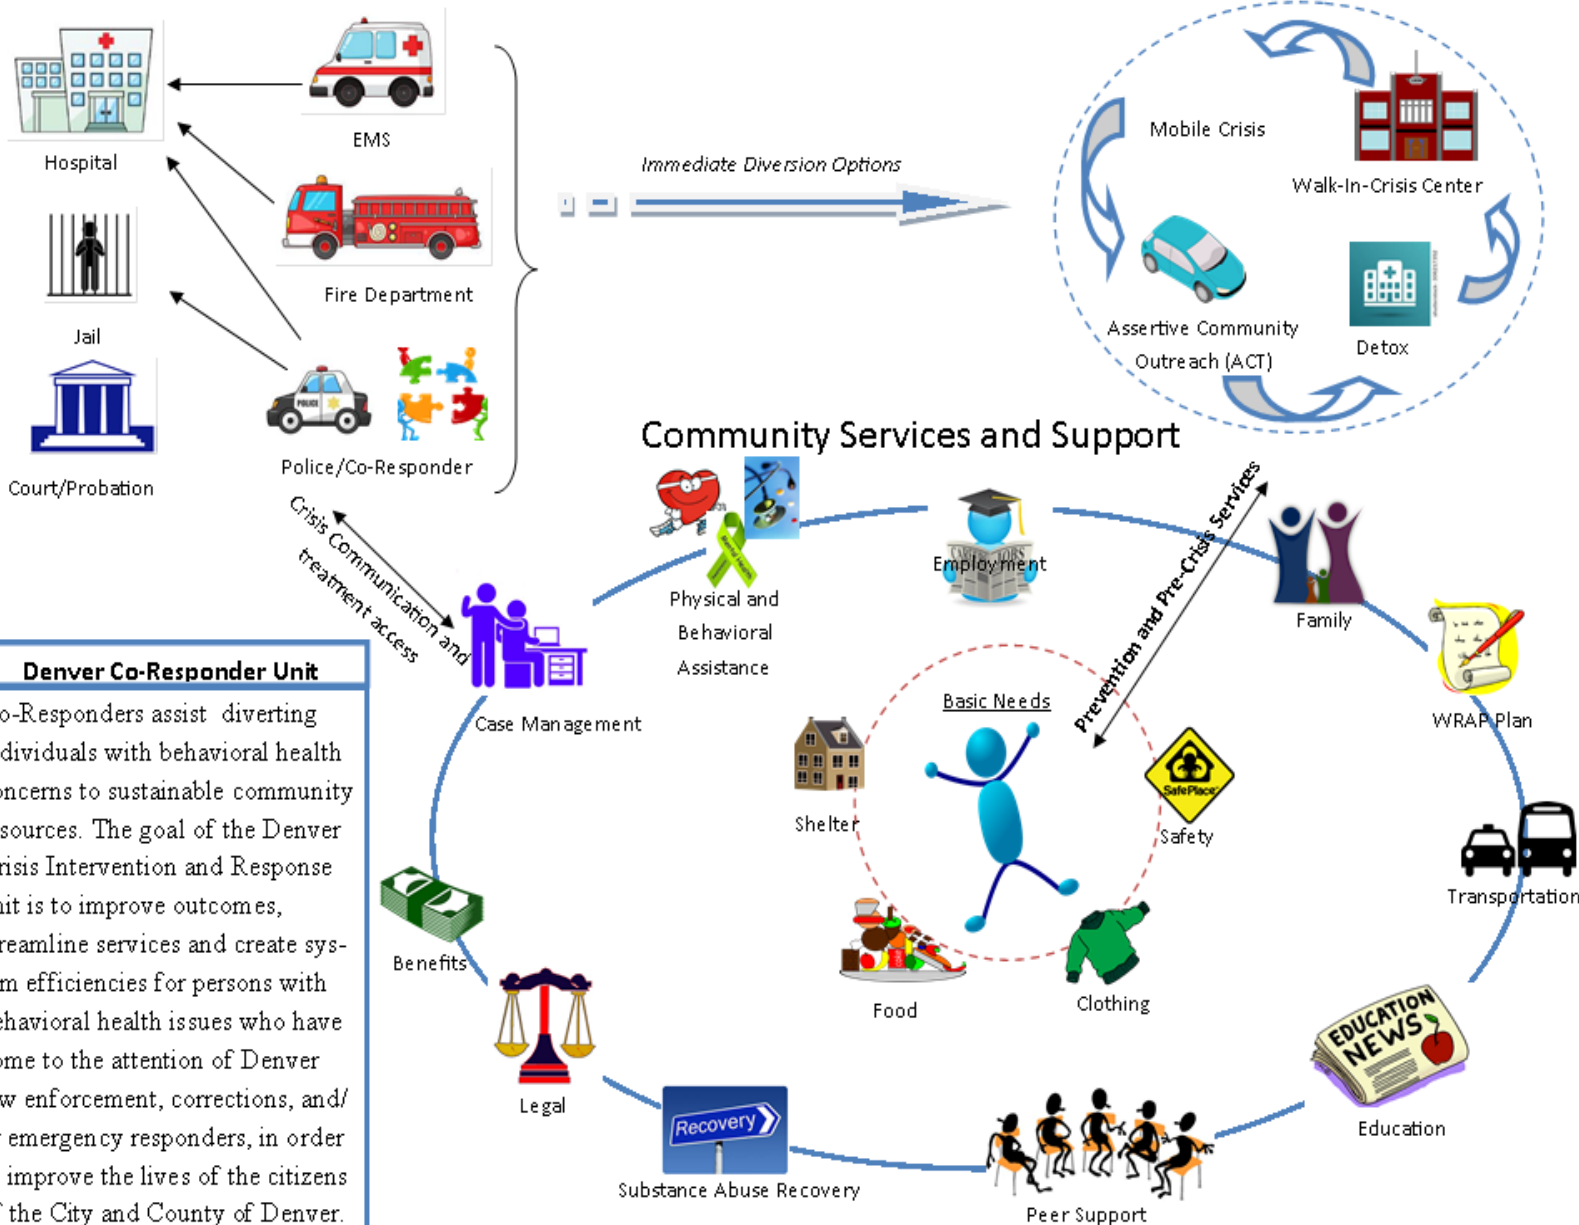 EMS
Hospital
Fire Department
Jail
POLICE
Police/Co-Responder
Court/Probation
Immediate Diversion Options
Mobile Crisis
Walk-In-Crisis Center
Assertive Community
Outreach (ACT)
Detox
Community Services and Support
Crisis Communication and
treatment access
Prevention and Pre-Crisis Services
Mental Health
Physical and
Behavioral
Assistance
CAREERS JOBS
Employment
Family
WRAP Plan
Case Management
Basic Needs
Shelter
SafePlace
Safety
Transportation
Food
Clothing
Benefits
Legal
EDUCATION
NEWS
Education
Recovery
Substance Abuse Recovery
Peer Support
Denver Co-Responder Unit
o-Responders assist diverting
dividuals with behavioral health
oncerns to sustainable community
sources. The goal of the Denver
risis Intervention and Response
nit is to improve outcomes,
reamline services and create sys-
m efficiencies for persons with
ehavioral health issues who have
ome to the attention of Denver
w enforcement, corrections, and/
r emergency responders, in order
improve the lives of the citizens
f the City and County of Denver.